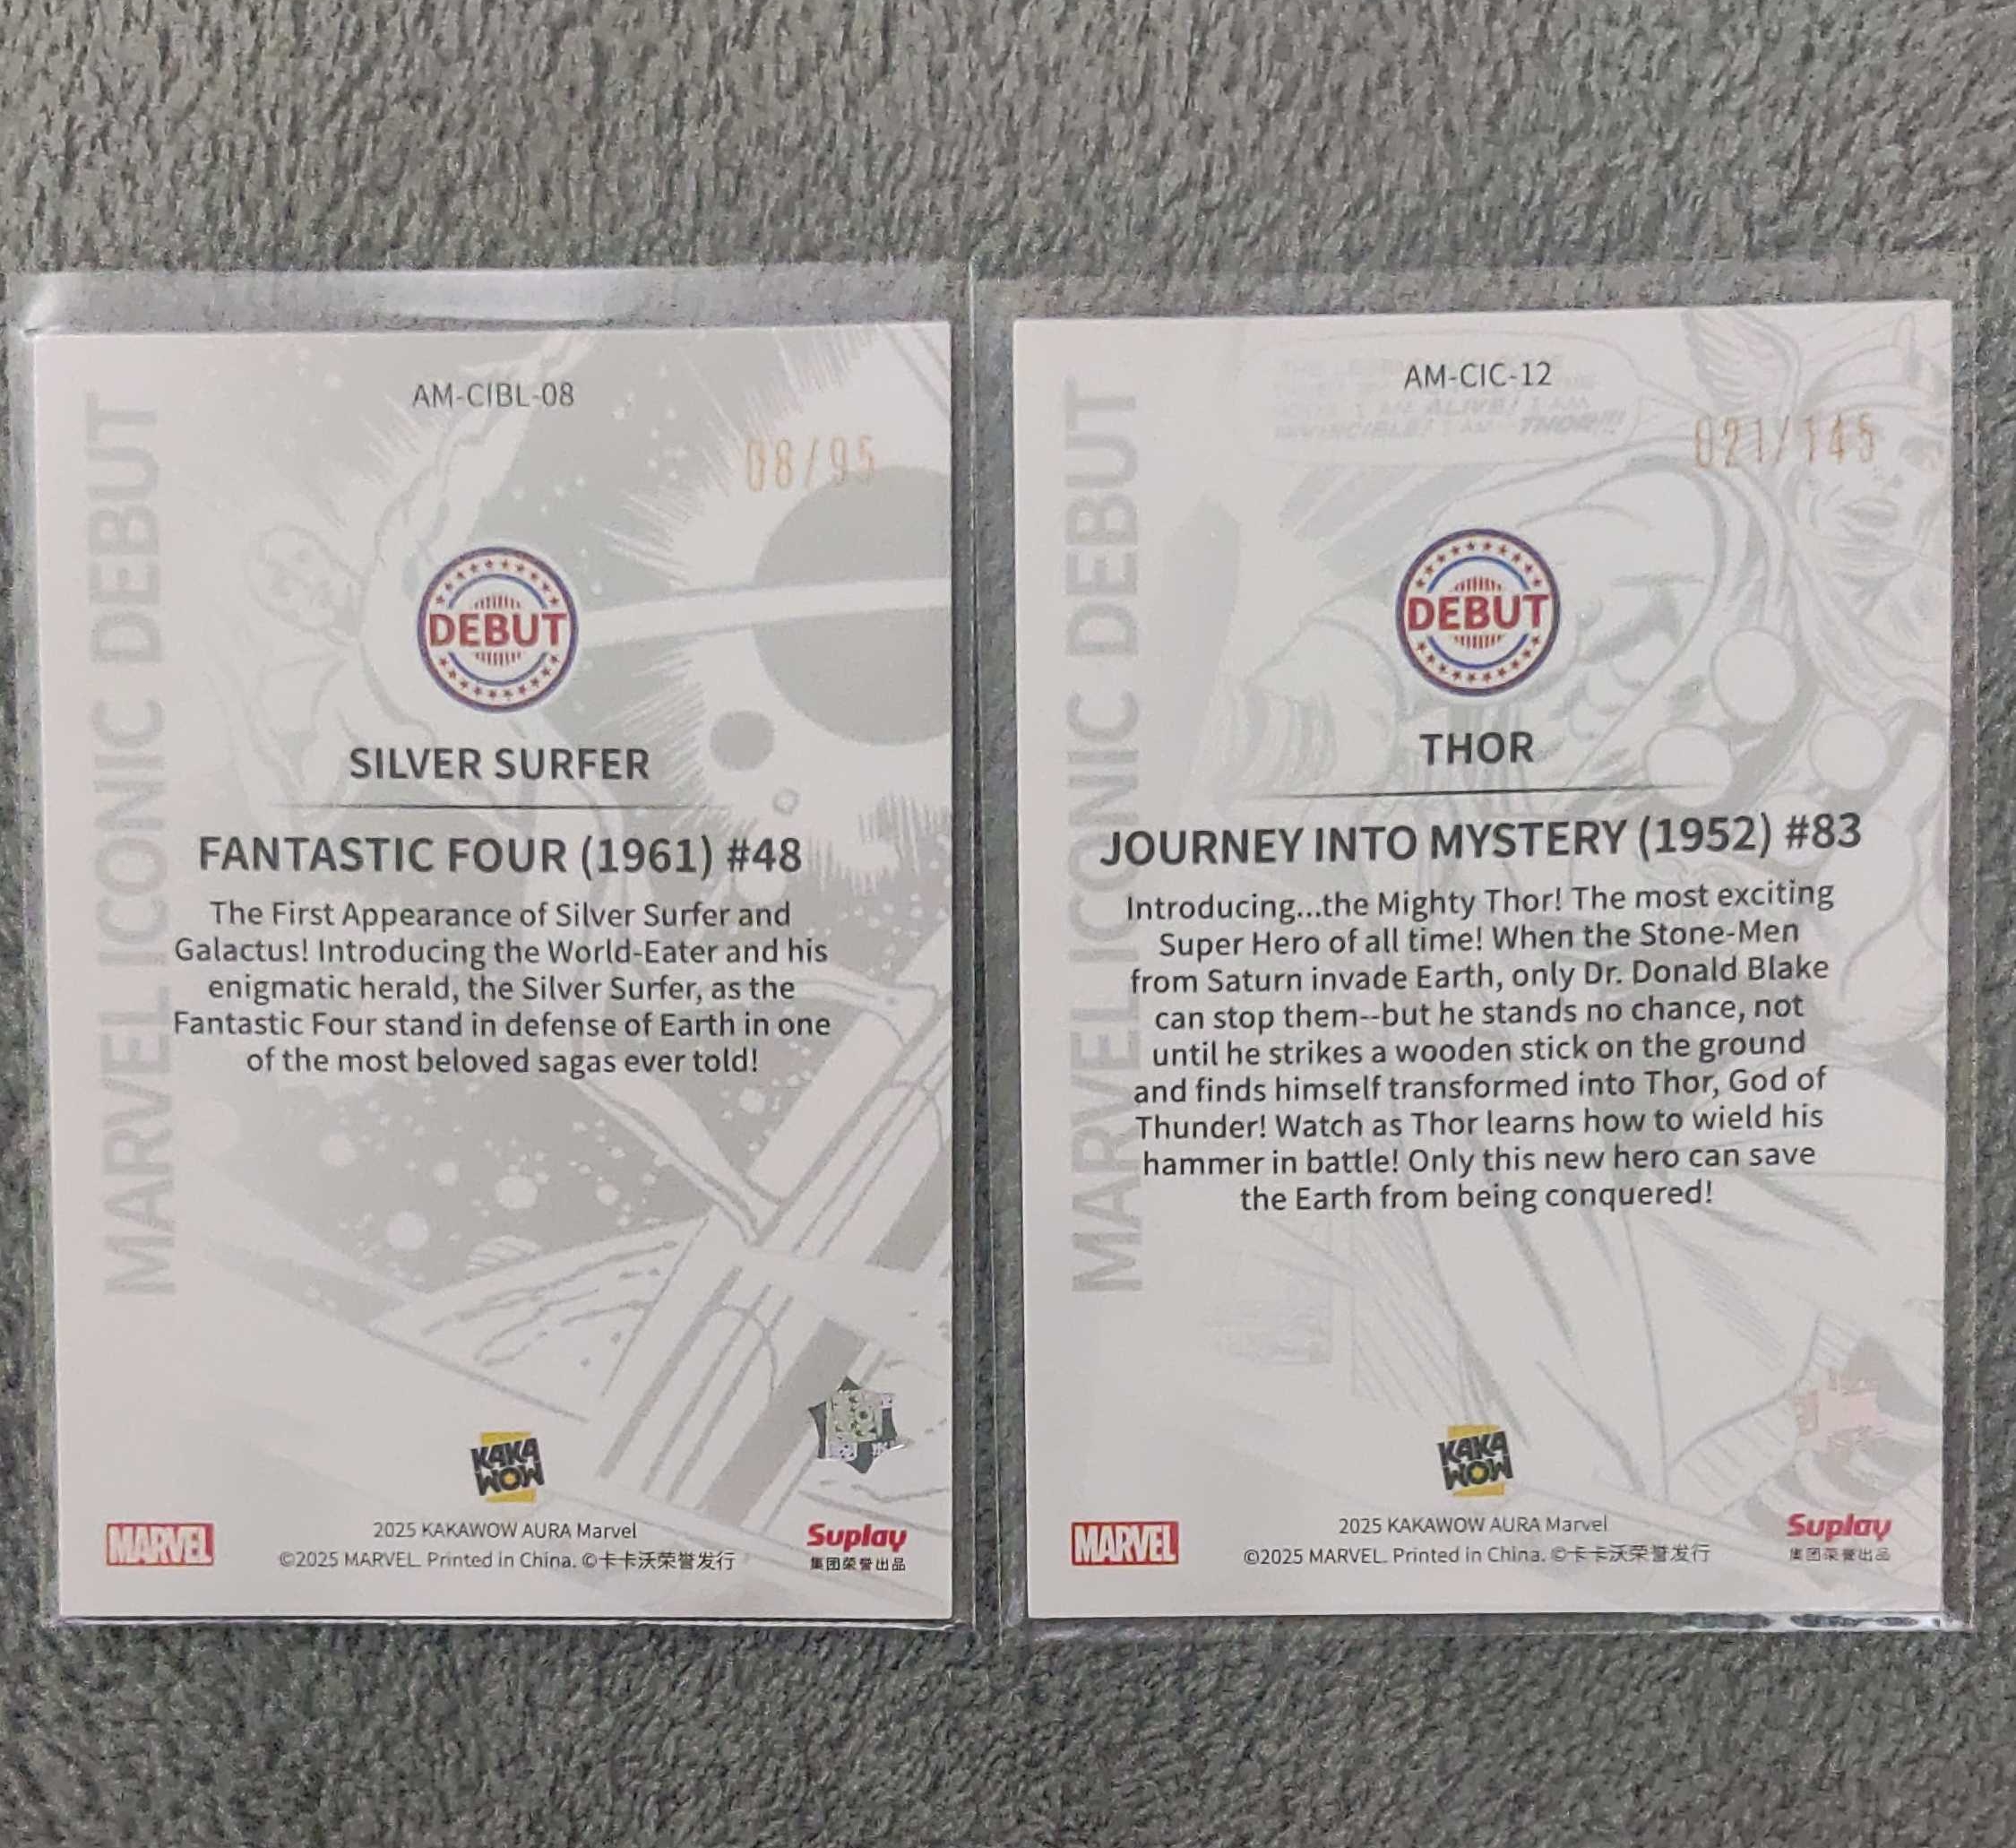 AM-CIBL-08
08/95
MARVEL ICONIC DEBUT
DEBUT
SILVER SURFER
FANTASTIC FOUR (1961) #48
The First Appearance of Silver Surfer and
Galactus! Introducing the World-Eater and his
enigmatic herald, the Silver Surfer, as the
Fantastic Four stand in defense of Earth in one
of the most beloved sagas ever told!
KAKA
WOW
MARVEL
2025 KAKAWOW AURA Marvel
©2025 MARVEL. Printed in China. ©卡卡沃荣誉发行
Suplay
集团荣誉出品
AM-CIC-12
021/145
MARVEL ICONIC DEBUT
DEBUT
THOR
JOURNEY INTO MYSTERY (1952) #83
Introducing...the Mighty Thor! The most exciting
Super Hero of all time! When the Stone-Men
from Saturn invade Earth, only Dr. Donald Blake
can stop them--but he stands no chance, not
until he strikes a wooden stick on the ground
and finds himself transformed into Thor, God of
Thunder! Watch as Thor learns how to wield his
hammer in battle! Only this new hero can save
the Earth from being conquered!
KAKA
WOW
MARVEL
2025 KAKAWOW AURA Marvel
©2025 MARVEL. Printed in China. ©卡卡沃荣誉发行
Suplay
集团荣誉出品